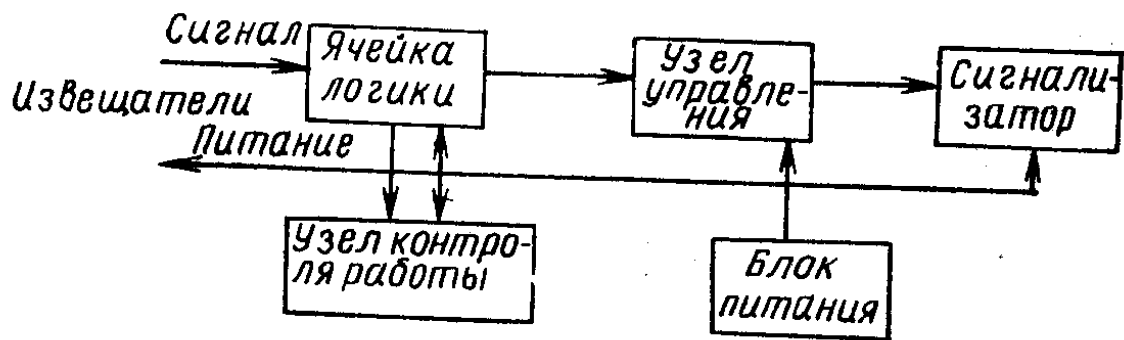 Сигнал
Извещатели
Питание
Ячейка
логики
Узел
управле-
ния
Сигнали-
затор
Узел контро-
ля работы
Блок
питания